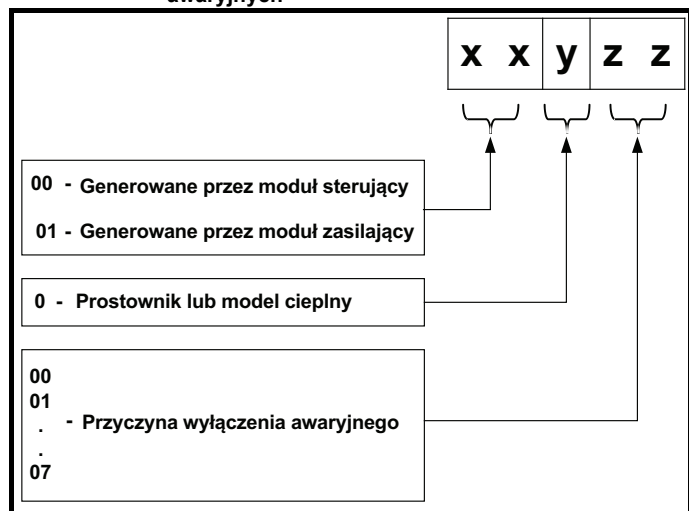 awaryjnych
x x y z z
00 - Generowane przez moduł sterujący
01 - Generowane przez moduł zasilający
0 - Prostownik lub model cieplny
00
01
.
- Przyczyna wyłączenia awaryjnego
.
07